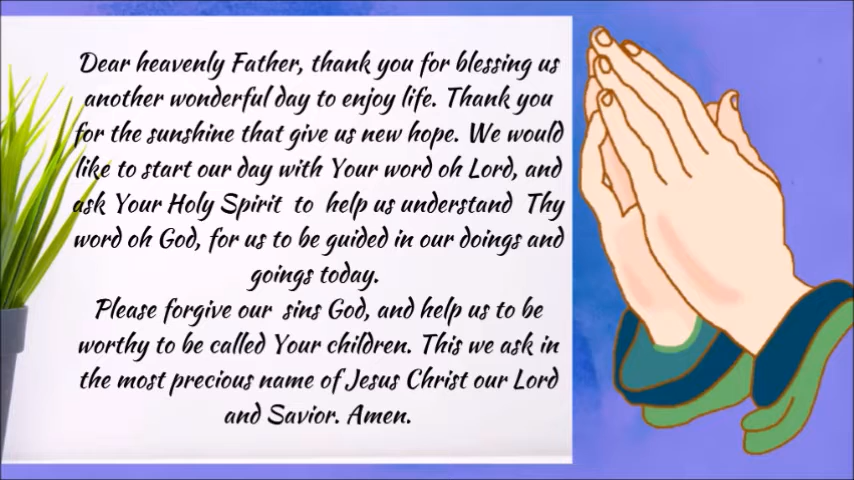 Dear heavenly Father, thank you for blessing us
another wonderful day to enjoy life. Thank you
for the sunshine that give us new hope. We would
like to start our day with Your word oh Lord, and
ask Your Holy Spirit to help us understand Thy
word oh God, for us to be guided in our doings and
goings today.
Please forgive our sins God, and help us to be
worthy to be called Your children. This we ask in
the most precious name of Jesus Christ our Lord
and Savior. Amen.